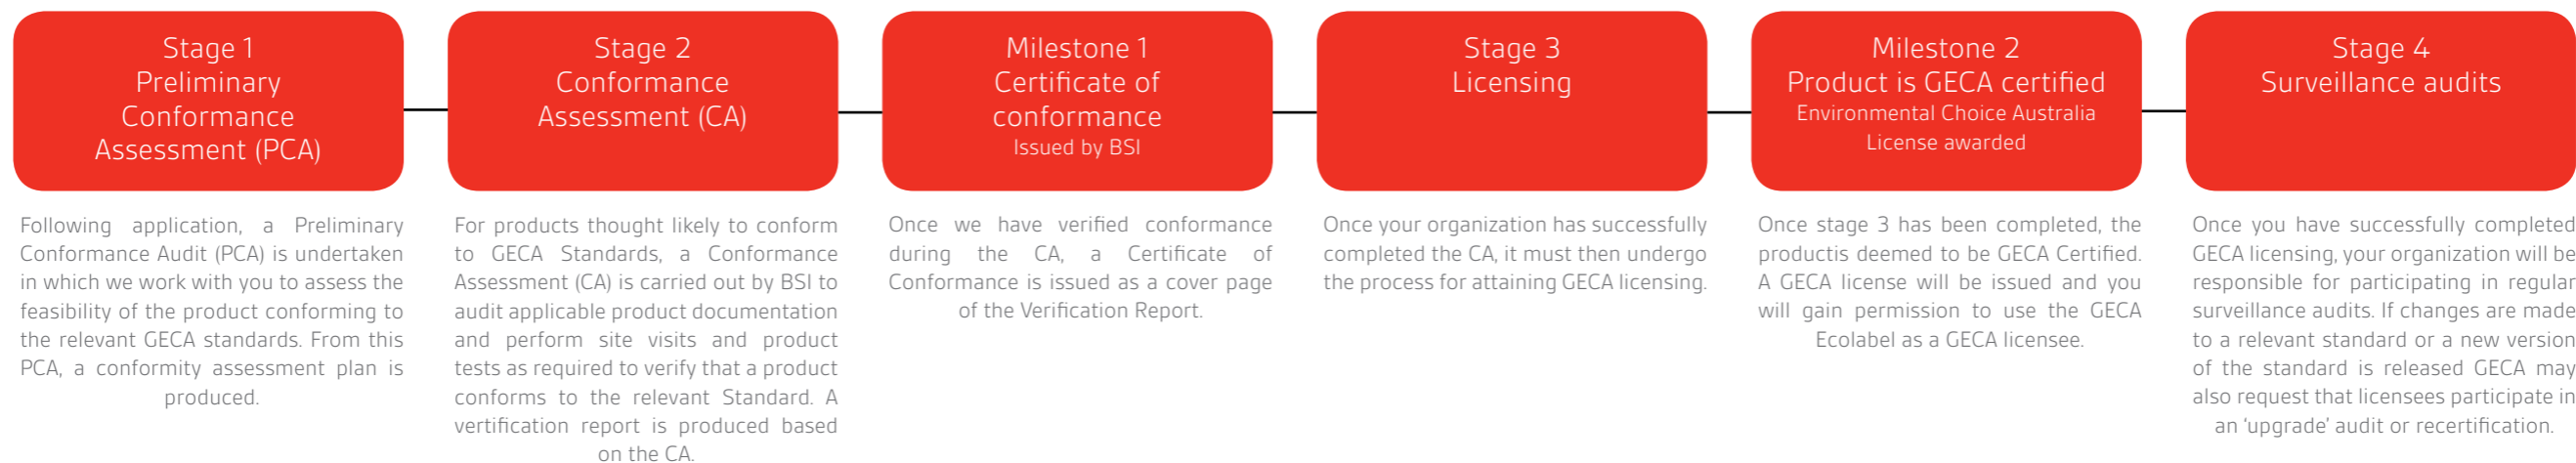 Stage 1
Preliminary
Conformance
Assessment (PCA)
Following application, a Preliminary
Conformance Audit (PCA) is undertaken
in which we work with you to assess the
feasibility of the product conforming to
the relevant GECA standards. From this
PCA, a conformity assessment plan is
produced.
Stage 2
Conformance
Assessment (CA)
For products thought likely to conform
to GECA Standards, a Conformance
Assessment (CA) is carried out by BSI to
audit applicable product documentation
and perform site visits and product
tests as required to verify that a product
conforms to the relevant Standard. A
vertification report is produced based
on the CA.
Milestone 1
Certificate of
conformance
Issued by BSI
Once we have verified conformance
during the CA, a Certificate of
Conformance is issued as a cover page
of the Verification Report.
Stage 3
Licensing
Once your organization has successfully
completed the CA, it must then undergo
the process for attaining GECA licensing.
Milestone 2
Product is GECA certified
Environmental Choice Australia
License awarded
Once stage 3 has been completed, the
productis deemed to be GECA Certified.
A GECA license will be issued and you
will gain permission to use the GECA
Ecolabel as a GECA licensee.
Stage 4
Surveillance audits
Once you have successfully completed
GECA licensing, your organization will be
responsible for participating in regular
surveillance audits. If changes are made
to a relevant standard or a new version
of the standard is released GECA may
also request that licensees participate in
an ‘upgrade’ audit or recertification.